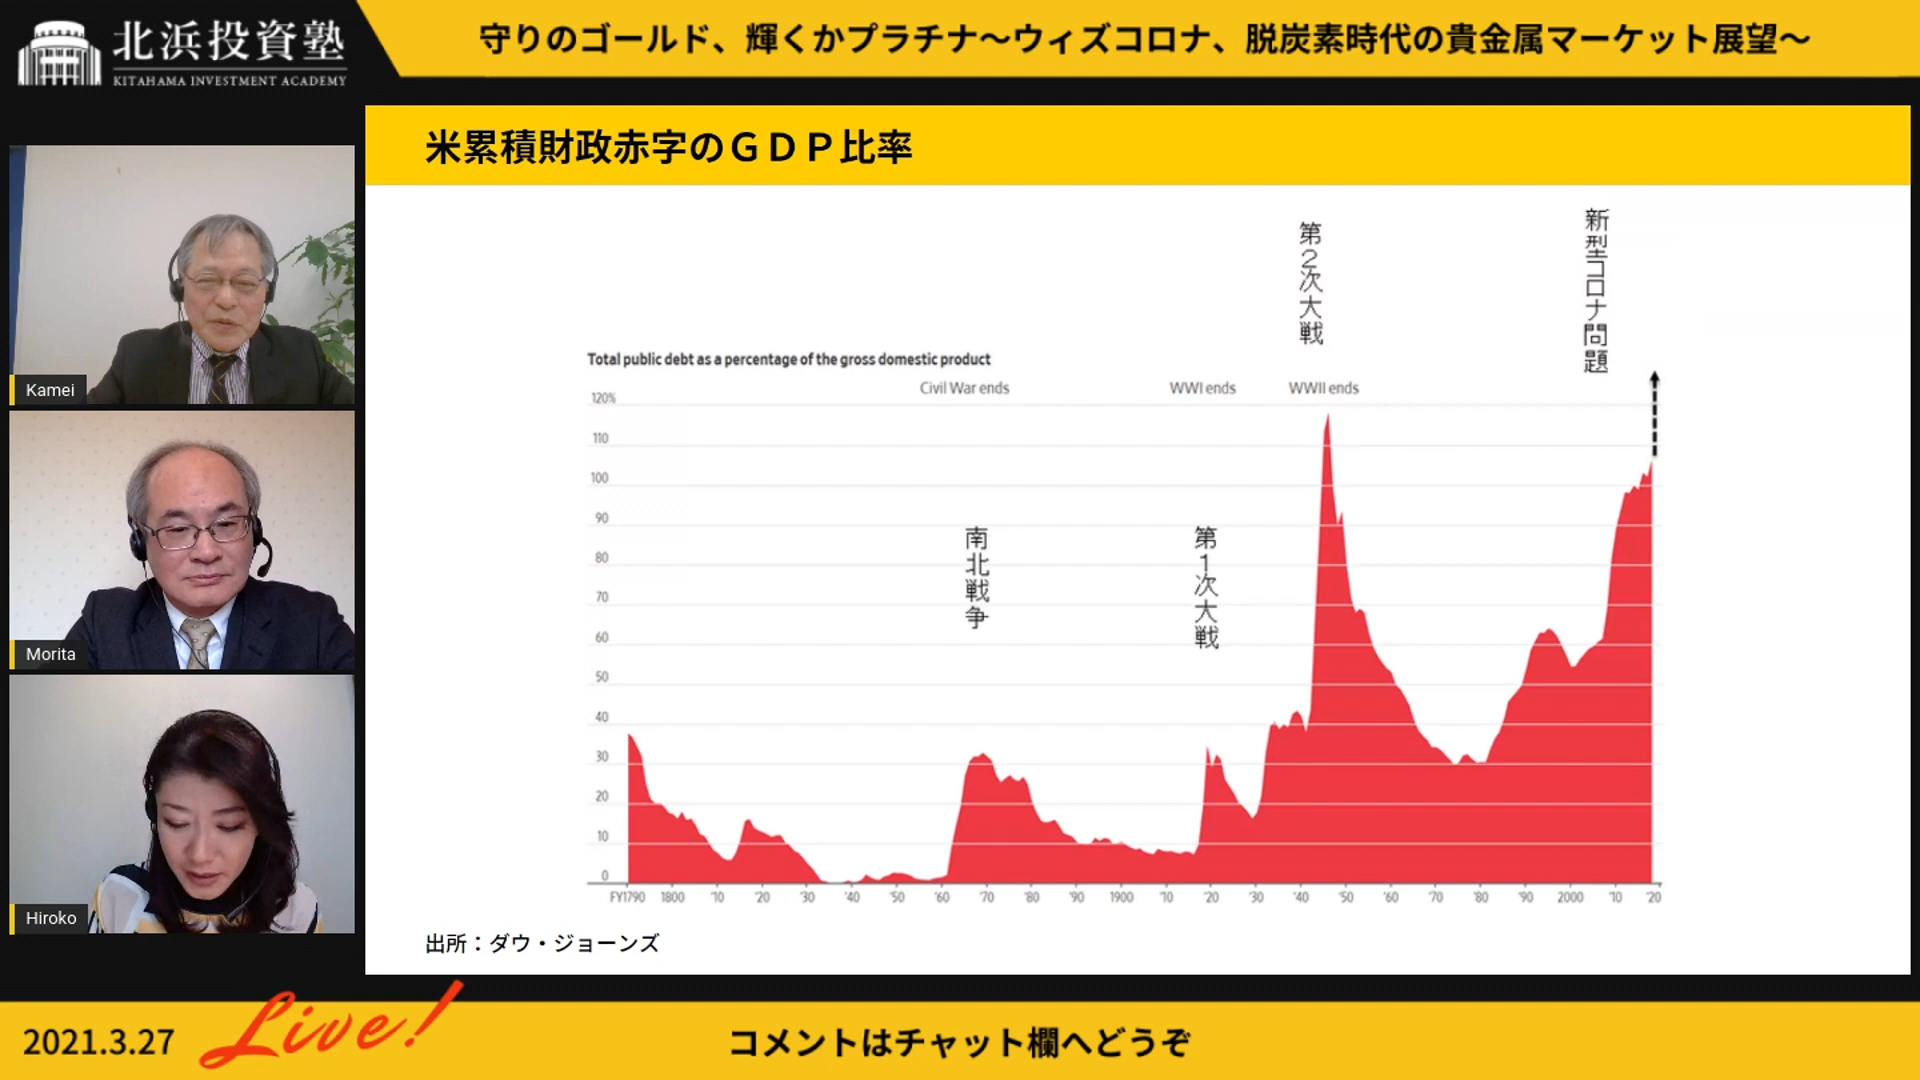 北浜投資塾
KITAHAMA INVESTMENT ACADEMY
守りのゴールド、輝くかプラチナ～ウィズコロナ、脱炭素時代の貴金属マーケット展望～
Kamei
Morita
Hiroko
米累積財政赤字のＧＤＰ比率
第2次大戦
新型コロナ問題
Total public debt as a percentage of the gross domestic product
Civil War ends
WWI ends
WWII ends
南北戦争
第1次大戦
120%
110
100
90
80
70
60
50
40
30
20
10
0
FY1790 1800 '10 '20 '30 '40 '50 '60 '70 '80 '90 1900 '10 '20 '30 '40 '50 '60 '70 '80 '90 2000 '10 '20
出所：ダウ・ジョーンズ
2021.3.27
Live!
コメントはチャット欄へどうぞ